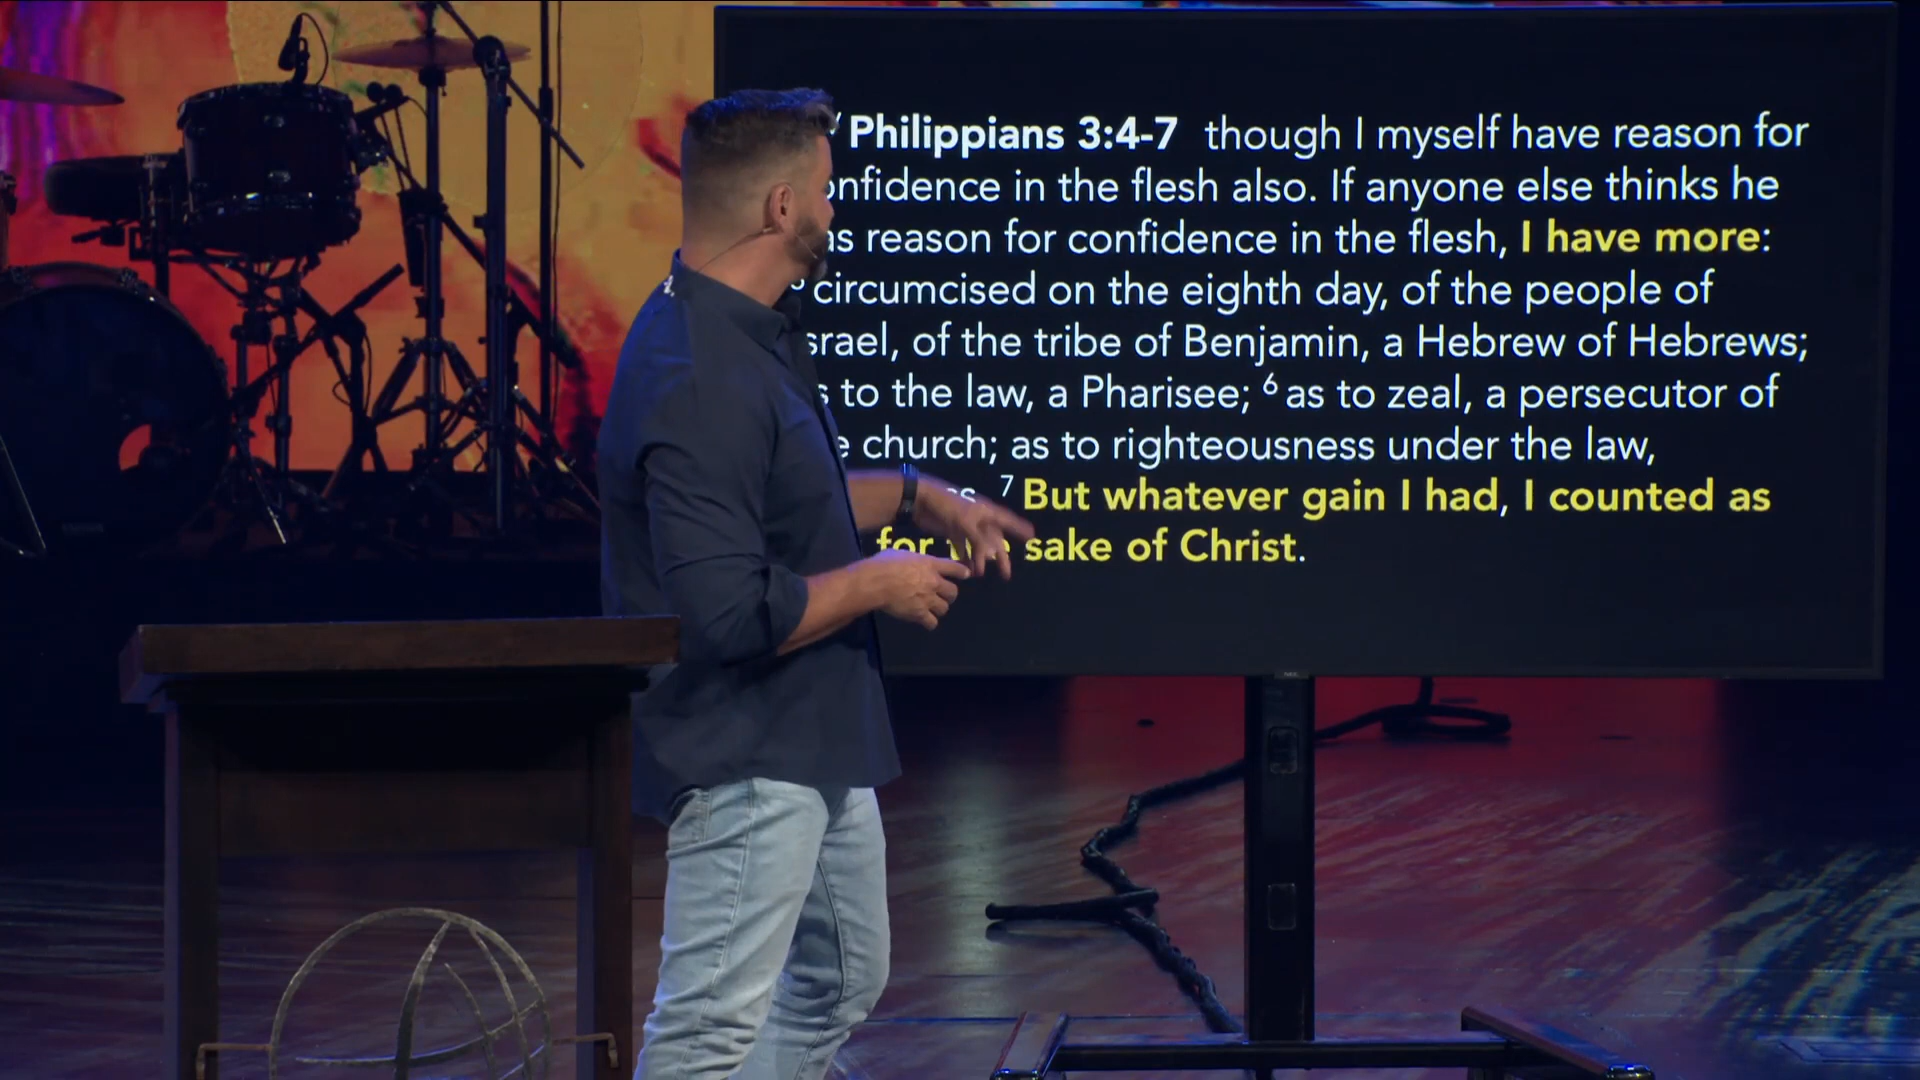 Philippians 3:4-7 though I myself have reason for
in the flesh also. If anyone else thinks he
reason for confidence in the flesh, I have more:
circumcised on the eighth day, of the people of
of the tribe of Benjamin, a Hebrew of Hebrews;
to the law, a Pharisee; 6 as to zeal, a persecutor of
church; as to righteousness under the law,
7 But whatever gain I had, I counted as
for sake of Christ.